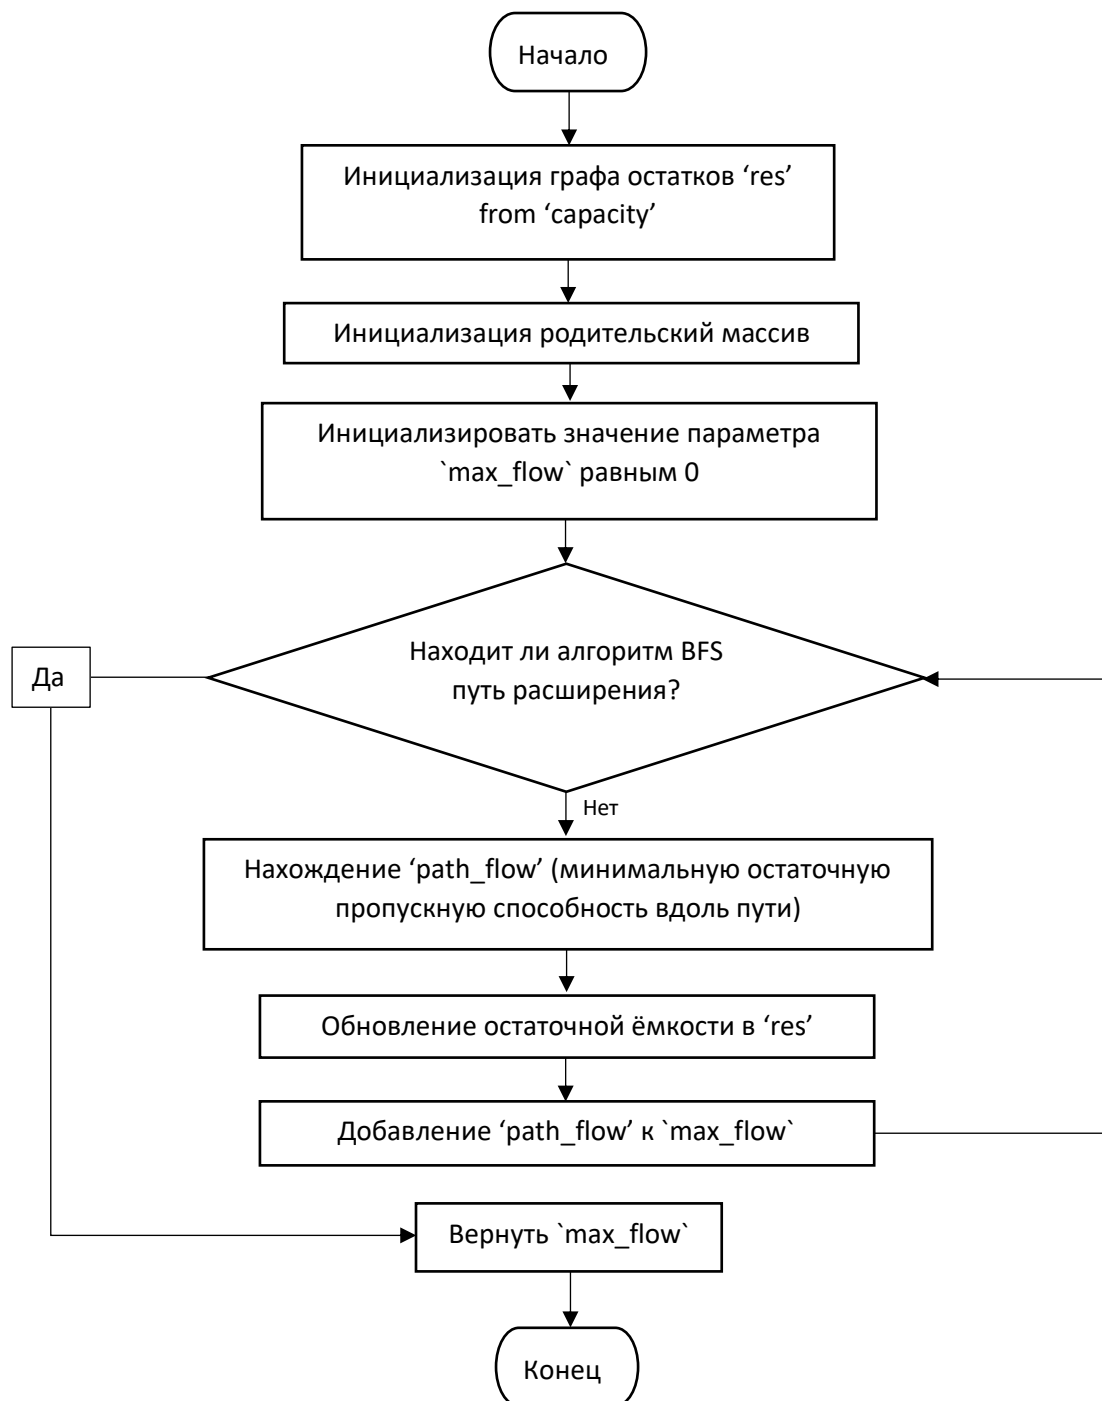 Начало
Инициализация графа остатков ‘res’
from ‘capacity’
Инициализация родительский массив
Инициализировать значение параметра
`max_flow` равным 0
Находит ли алгоритм BFS
путь расширения?
Да
Нет
Нахождение ‘path_flow’ (минимальную остаточную
пропускную способность вдоль пути)
Обновление остаточной ёмкости в ‘res’
Добавление ‘path_flow’ к `max_flow`
Вернуть `max_flow`
Конец